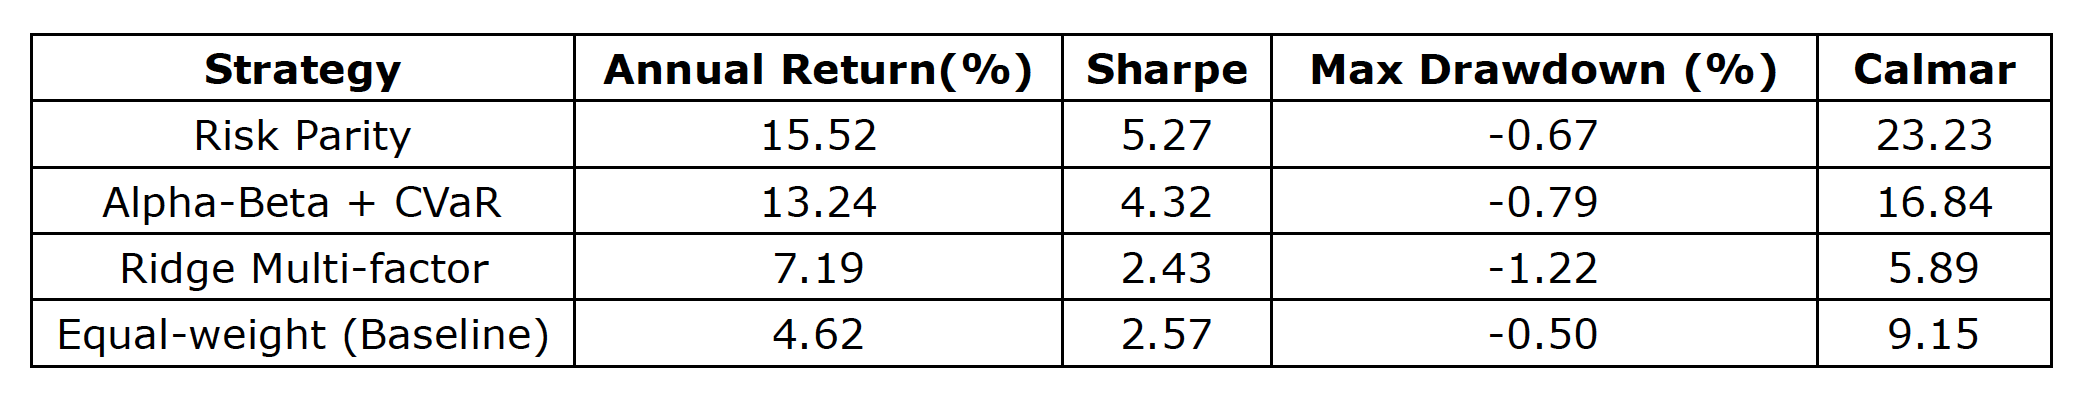 Strategy Annual Return(%) Sharpe Max Drawdown (%) Calmar
Risk Parity 15.52 5.27 -0.67 23.23
Alpha-Beta + CVaR 13.24 4.32 -0.79 16.84
Ridge Multi-factor 7.19 2.43 -1.22 5.89
Equal-weight (Baseline) 4.62 2.57 -0.50 9.15